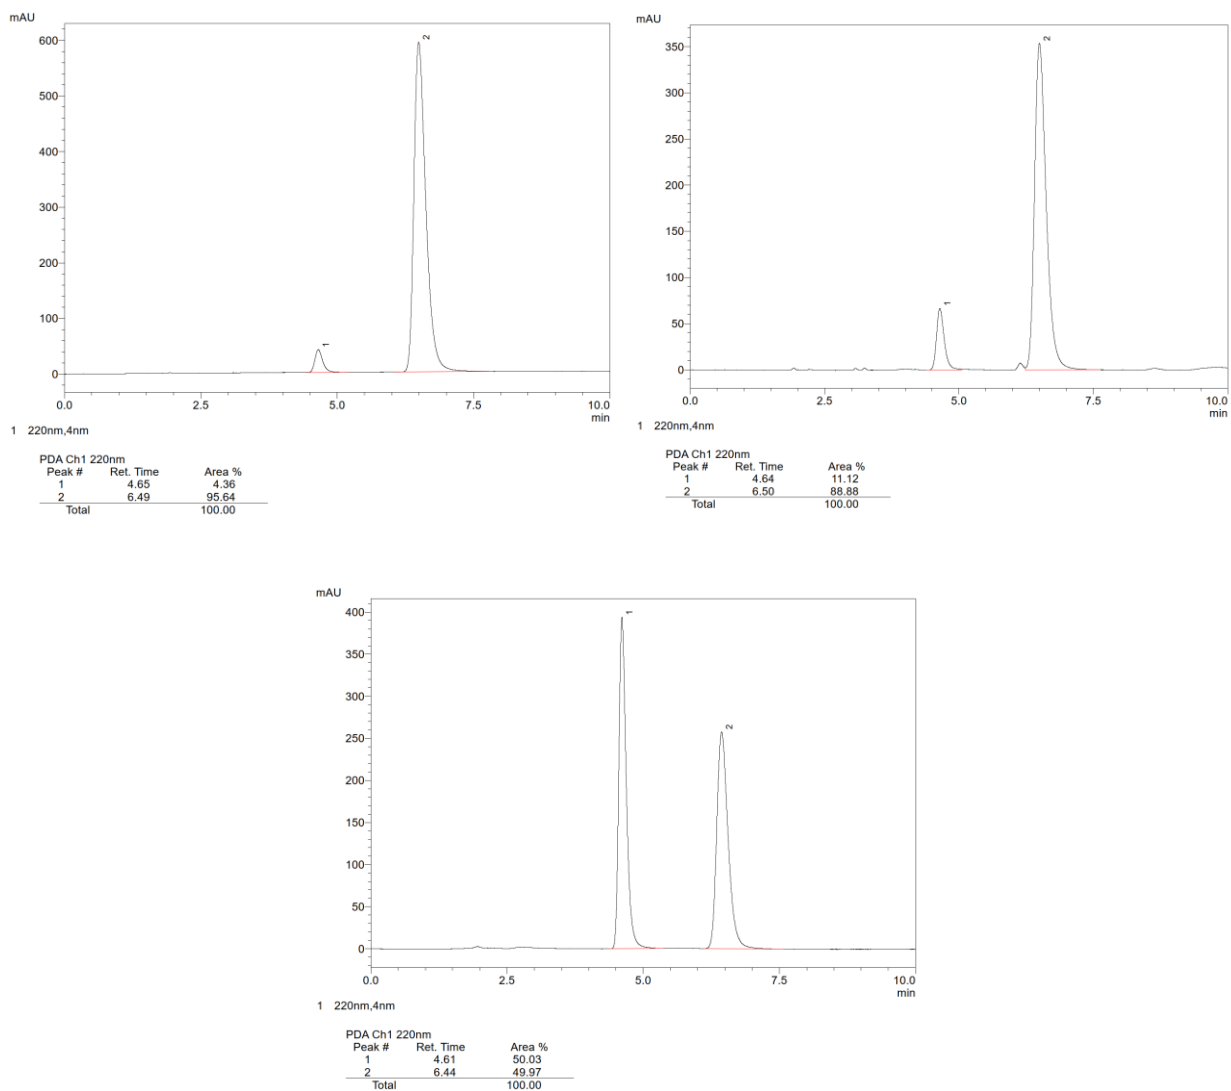 mAU
600
500
400
300
200
100
0
1
2
0.0 2.5 5.0 7.5 10.0
min
1 220nm,4nm
PDA Ch1 220nm
Peak # Ret. Time Area %
1 4.65 4.36
2 6.49 95.64
Total 100.00
mAU
350
300
250
200
150
100
50
0
1
2
0.0 2.5 5.0 7.5 10.0
min
1 220nm,4nm
PDA Ch1 220nm
Peak # Ret. Time Area %
1 4.64 11.12
2 6.50 88.88
Total 100.00
mAU
400
350
300
250
200
150
100
50
0
1
2
0.0 2.5 5.0 7.5 10.0
min
1 220nm,4nm
PDA Ch1 220nm
Peak # Ret. Time Area %
1 4.61 50.03
2 6.44 49.97
Total 100.00